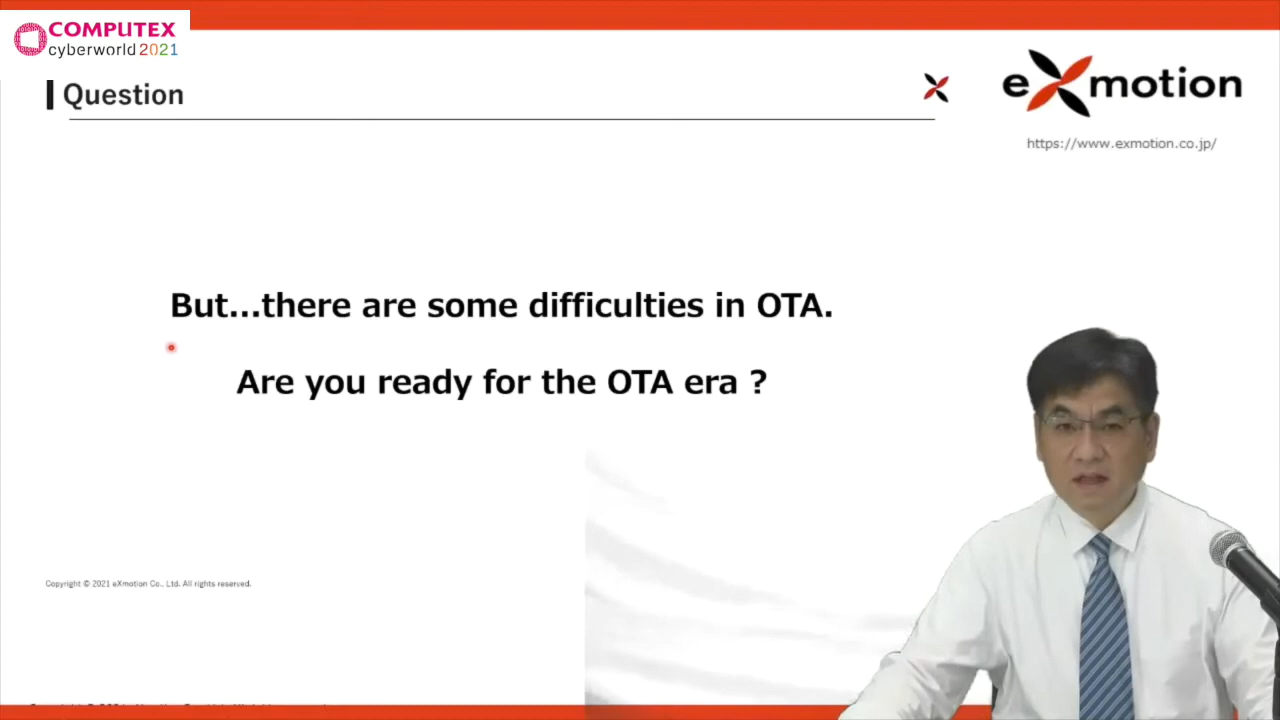 COMPUTEX
cyberworld 2021
Question
eXmotion
https://www.exmotion.co.jp/
But...there are some difficulties in OTA.
Are you ready for the OTA era ?
Copyright © 2021 eXmotion Co., Ltd. All rights reserved.